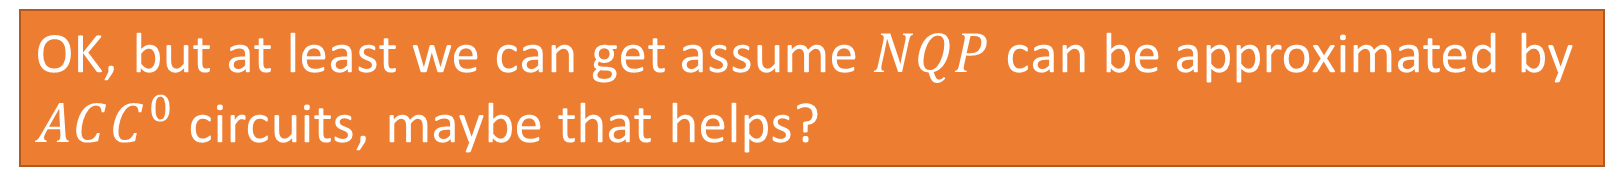 OK, but at least we can get assume NQP can be approximated by
ACC⁰ circuits, maybe that helps?